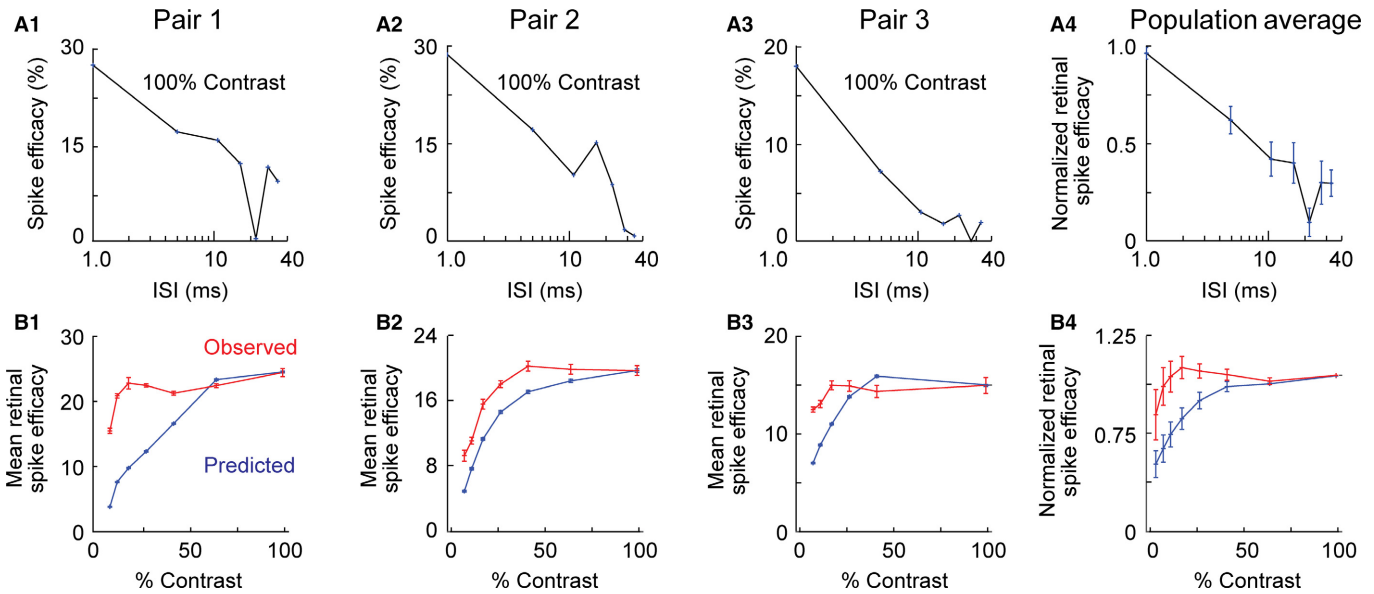 A1
Pair 1
Spike efficacy (%)
30
15
0
100% Contrast
1.0
10
40
ISI (ms)
A2
Pair 2
Spike efficacy (%)
30
15
0
100% Contrast
1.0
10
40
ISI (ms)
A3
Pair 3
Spike efficacy (%)
20
10
0
100% Contrast
1.0
10
40
ISI (ms)
A4
Population average
Normalized retinal
spike efficacy
1.0
0.5
0
1.0
10
40
ISI (ms)
B1
Mean retinal
spike efficacy
30
20
10
0
Observed
Predicted
0
50
100
% Contrast
B2
Mean retinal
spike efficacy
24
16
8
0
0
50
100
% Contrast
B3
Mean retinal
spike efficacy
20
10
0
0
50
100
% Contrast
B4
Normalized retinal
spike efficacy
1.25
0.75
0
0
50
100
% Contrast